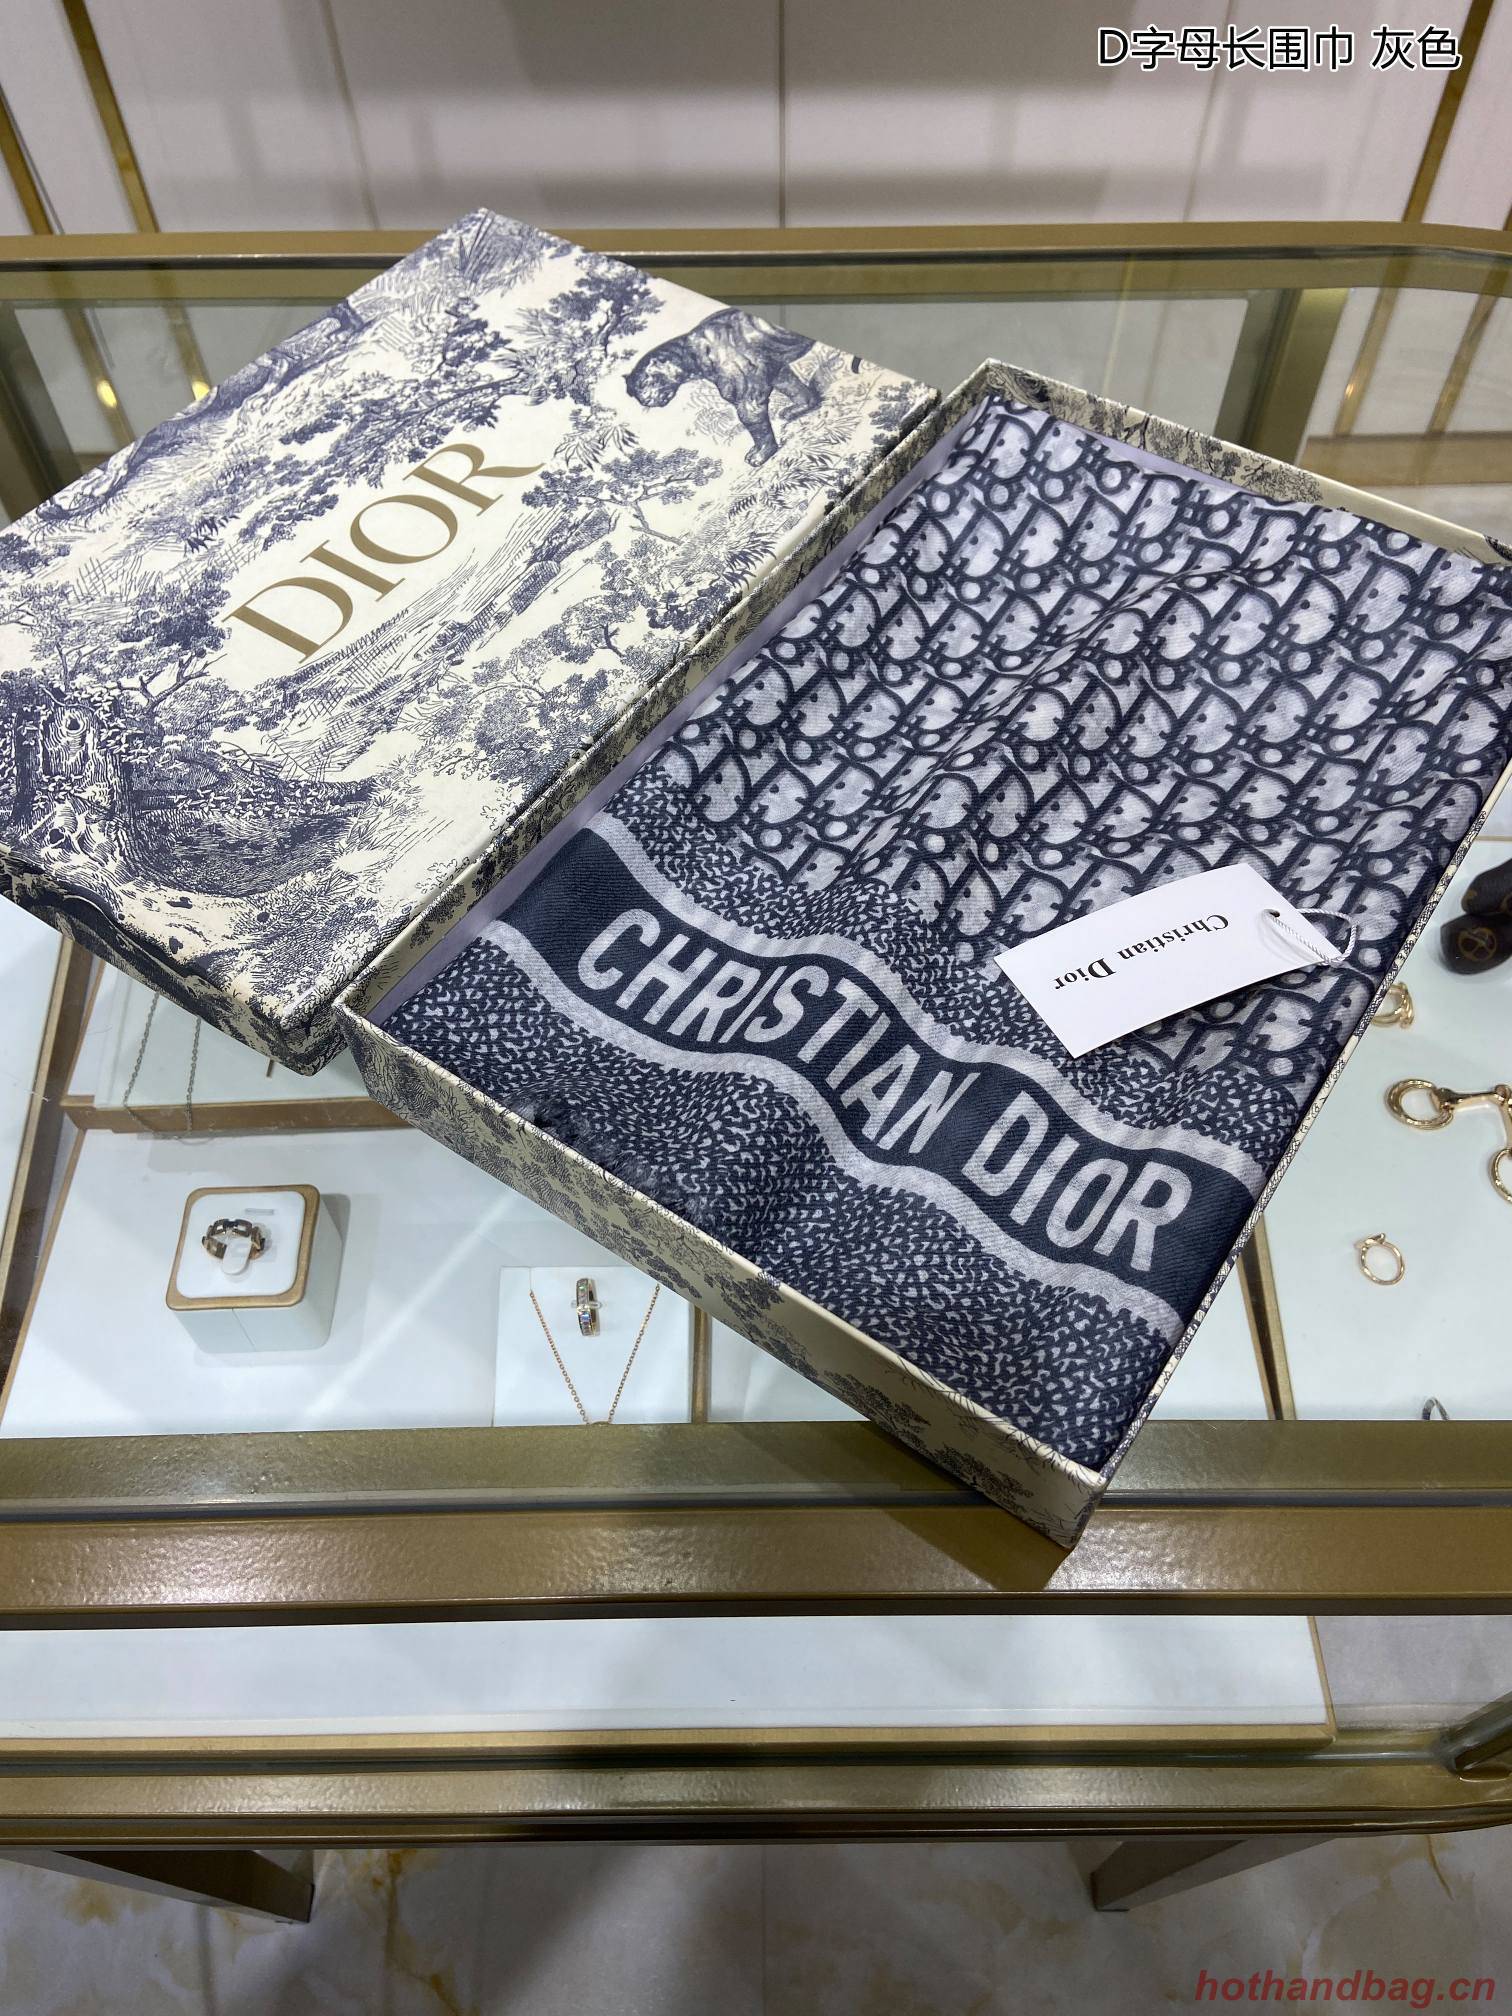 D字母长围巾 灰色
DIOR
Christian Dior
CHRISTIAN DIOR
hothandbag.cn